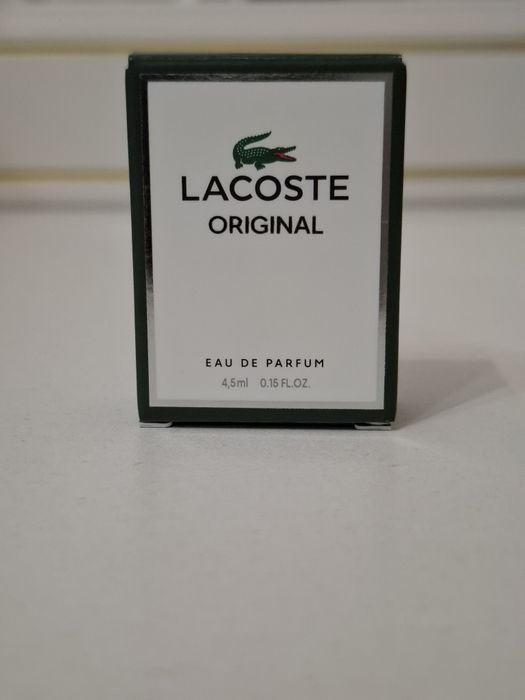 LACOSTE
ORIGINAL
EAU DE PARFUM
4,5ml 0.15 FL.OZ.